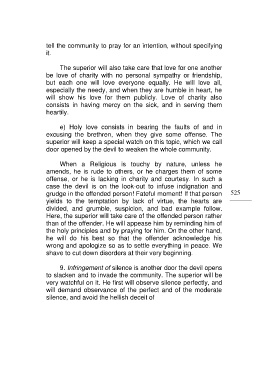 tell the community to pray for an intention, without specifying
it.
The superior will also take care that love for one another
be love of charity with no personal sympathy or friendship,
but each one will love everyone equally, He will love all,
especially the needy, and when they are humble in heart, he
will show his love for them publicly. Love of charity also
consists in having mercy on the sick, and in serving them
heartily.
e) Holy love consists in bearing the faults of and in
excusing the brethren, when they give some offense. The
superior will keep a special watch on this topic, which we call
door opened by the devil to weaken the whole community.
When a Religious is touchy by nature, unless he
amends, he is rude to others, or he charges them of some
offense, or he is lacking in charity and courtesy. In such a
case the devil is on the look-out to infuse indignation and
grudge in the offended person! Fateful moment! If that person
yields to the temptation by lack of virtue, the hearts are
divided, and grumble, suspicion, and bad example follow.
Here, the superior will take care of the offended person rather
than of the offender. He will appease him by reminding him of
the holy principles and by praying for him. On the other hand,
he will do his best so that the offender acknowledge his
wrong and apologize so as to settle everything in peace. We
shave to cut down disorders at their very beginning.
9. Infringement of silence is another door the devil opens
to slacken and to invade the community. The superior will be
very watchful on it. He first will observe silence perfectly, and
will demand observance of the perfect and of the moderate
silence, and avoid the hellish deceit of
525